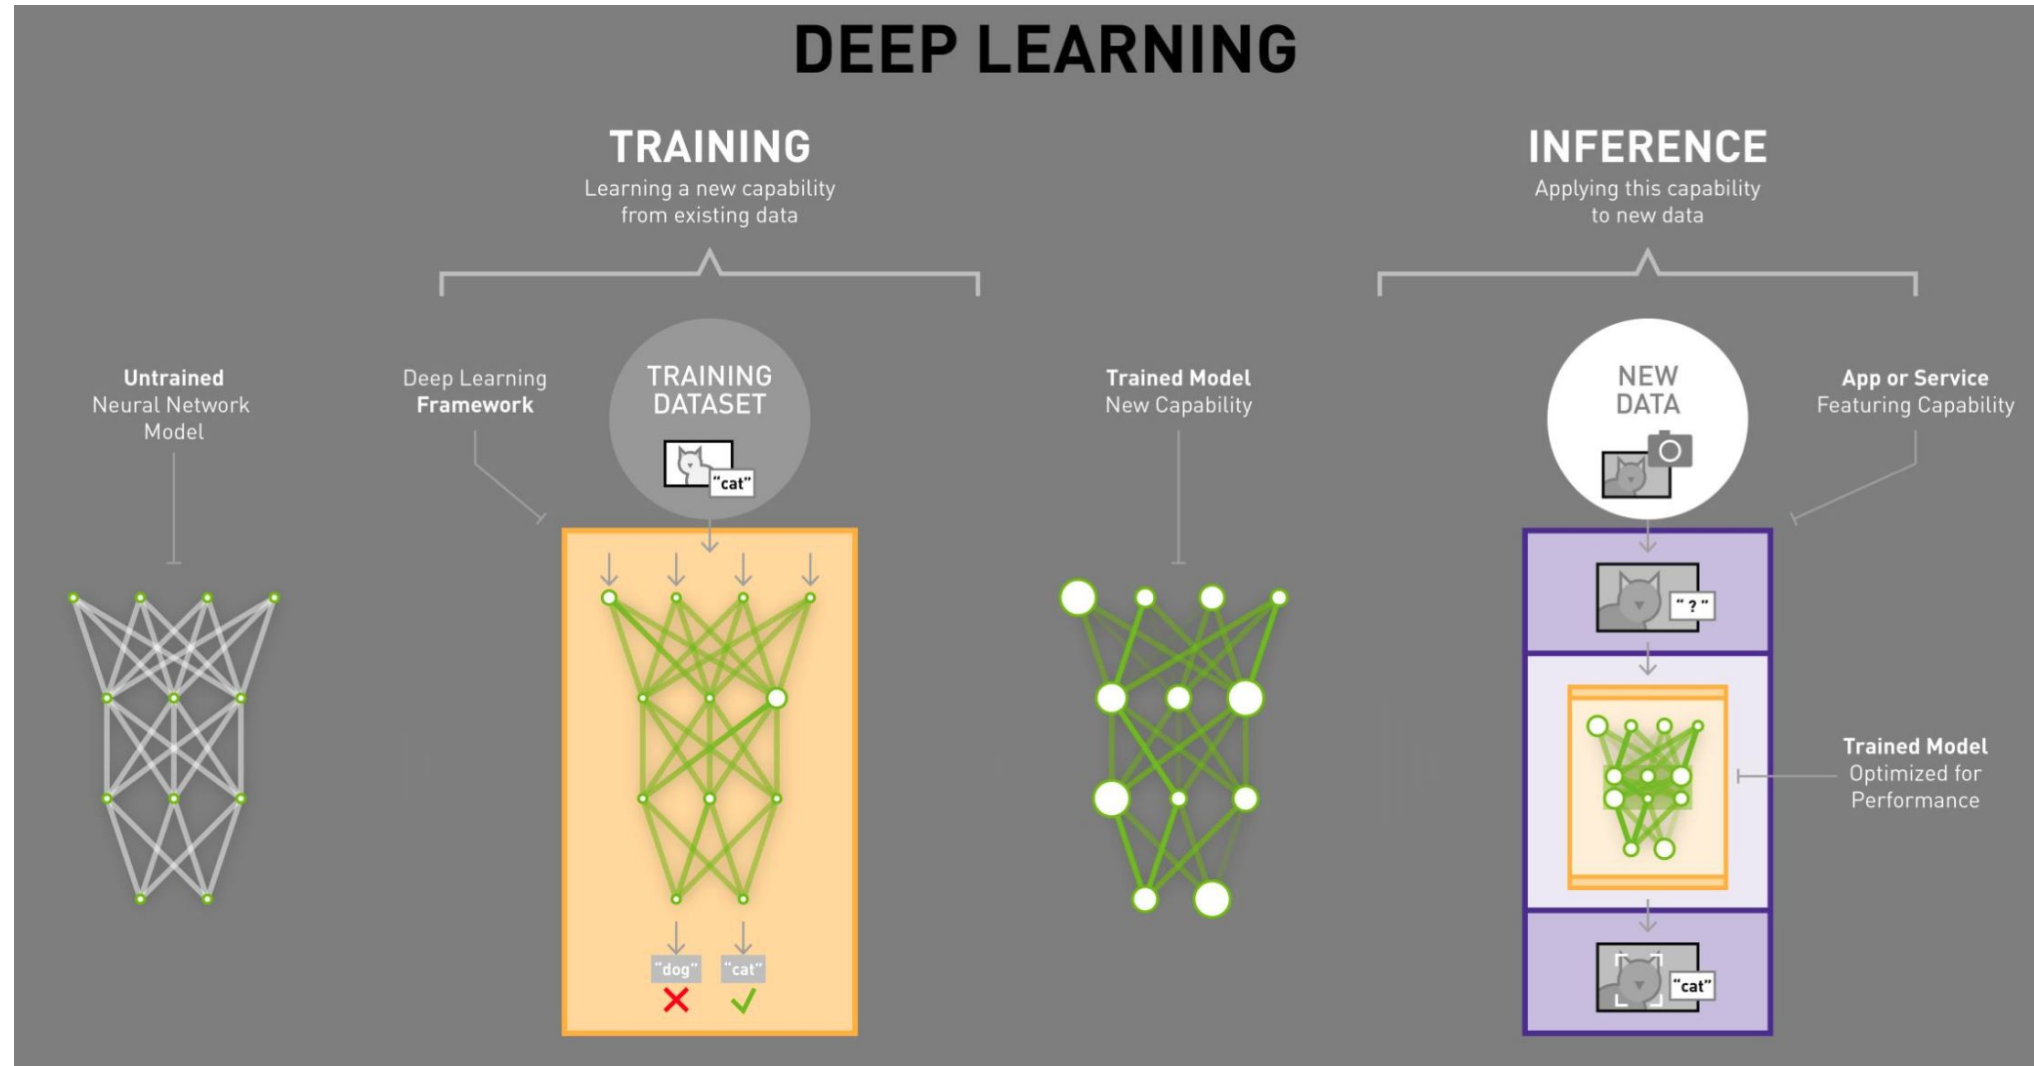 DEEP LEARNING
TRAINING
Learning a new capability
from existing data
INFERENCE
Applying this capability
to new data
Untrained
Neural Network
Model
Deep Learning
Framework
TRAINING
DATASET
"cat"
Trained Model
New Capability
NEW
DATA
App or Service
Featuring Capability
"?"
Trained Model
Optimized for
Performance
"dog"
"cat"
"cat"